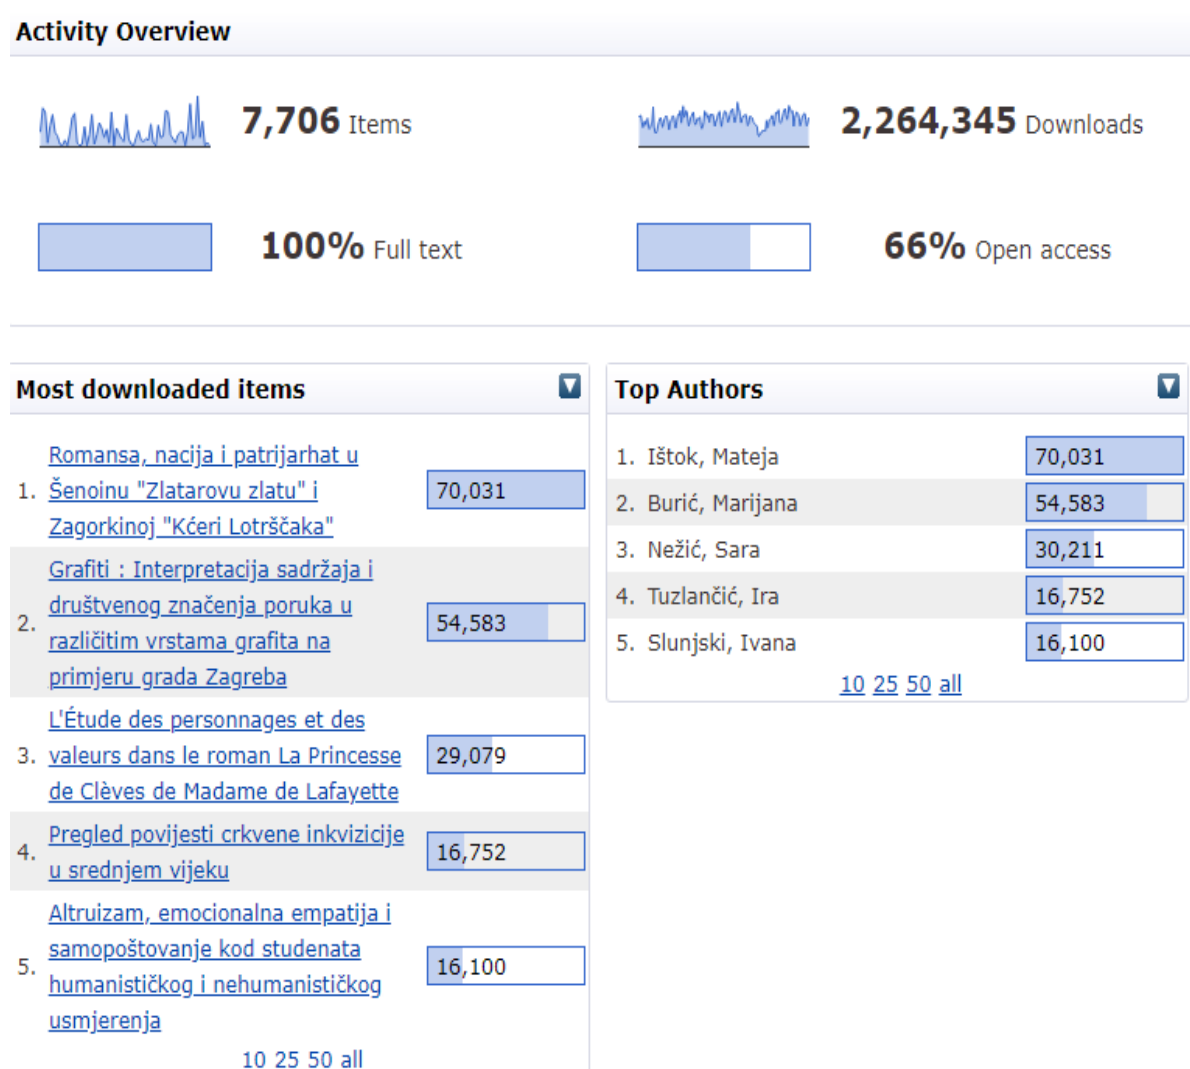 Activity Overview
7,706 Items
2,264,345 Downloads
100% Full text
66% Open access
Most downloaded items
Romansa, nacija i patrijarhat u
1. Šenoinu "Zlatarovu zlatu" i
Zagorkinoj "Kćeri Lotrščaka"
70,031
Grafiti : Interpretacija sadržaja i
društvenog značenja poruka u
2.
različitim vrstama grafita na
primjeru grada Zagreba
54,583
L'Étude des personnages et des
3. valeurs dans le roman La Princesse
de Clèves de Madame de Lafayette
29,079
Pregled povijesti crkvene inkvizicije
4.
u srednjem vijeku
16,752
Altruizam, emocionalna empatija i
samopoštovanje kod studenata
5.
humanističkog i nehumanističkog
usmjerenja
16,100
10 25 50 all
Top Authors
1. Ištok, Mateja 70,031
2. Burić, Marijana 54,583
3. Nežić, Sara 30,211
4. Tuzlančić, Ira 16,752
5. Slunjski, Ivana 16,100
10 25 50 all